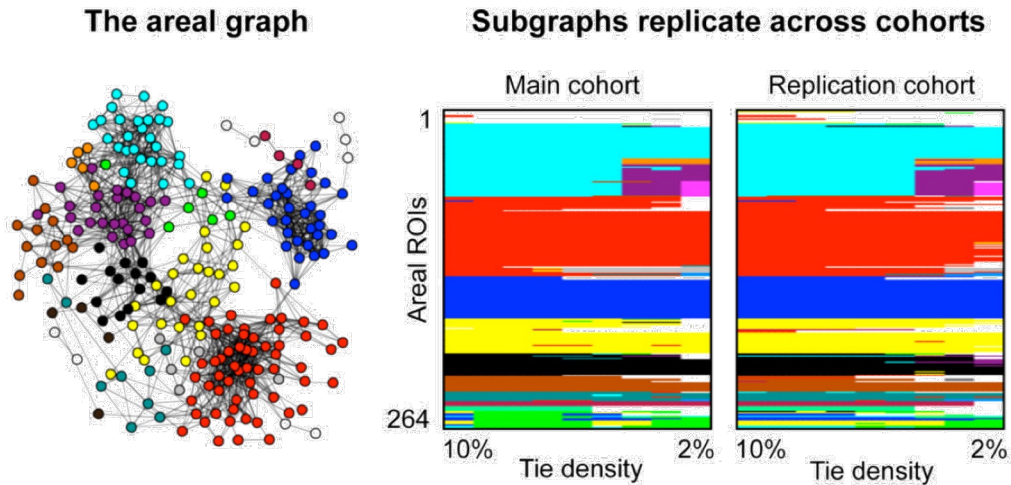 The areal graph
Subgraphs replicate across cohorts
Main cohort
Replication cohort
1
Areal ROIs
264
10%
2%
Tie density
10%
2%
Tie density